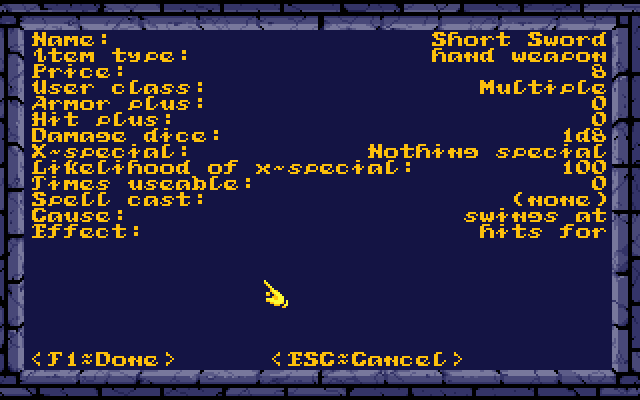 Name: Short Sword
Item type: hand weapon
Price: 8
User class: Multiple
Armor plus: 0
Hit plus: 0
Damage dice: 1d8
X~special: Nothing special
Likelihood of x~special: 100
Times useable: 0
Spell cast: (none)
Cause: swings at
Effect: hits for
<F1=Done> <ESC=Cancel>